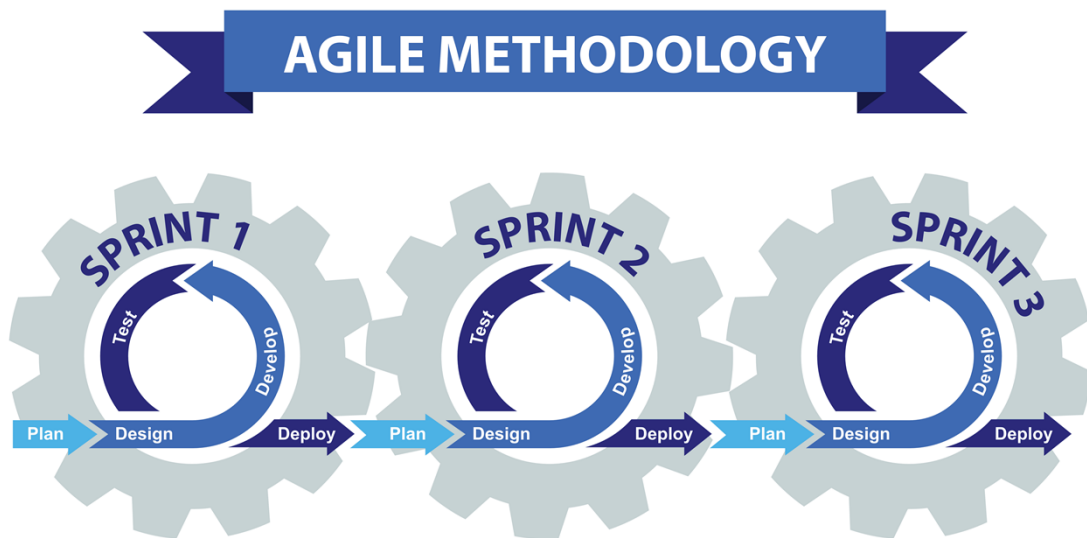 AGILE METHODOLOGY
SPRINT 1
Test
Develop
Plan
Design
Deploy
SPRINT 2
Test
Develop
Plan
Design
Deploy
SPRINT 3
Test
Develop
Plan
Design
Deploy